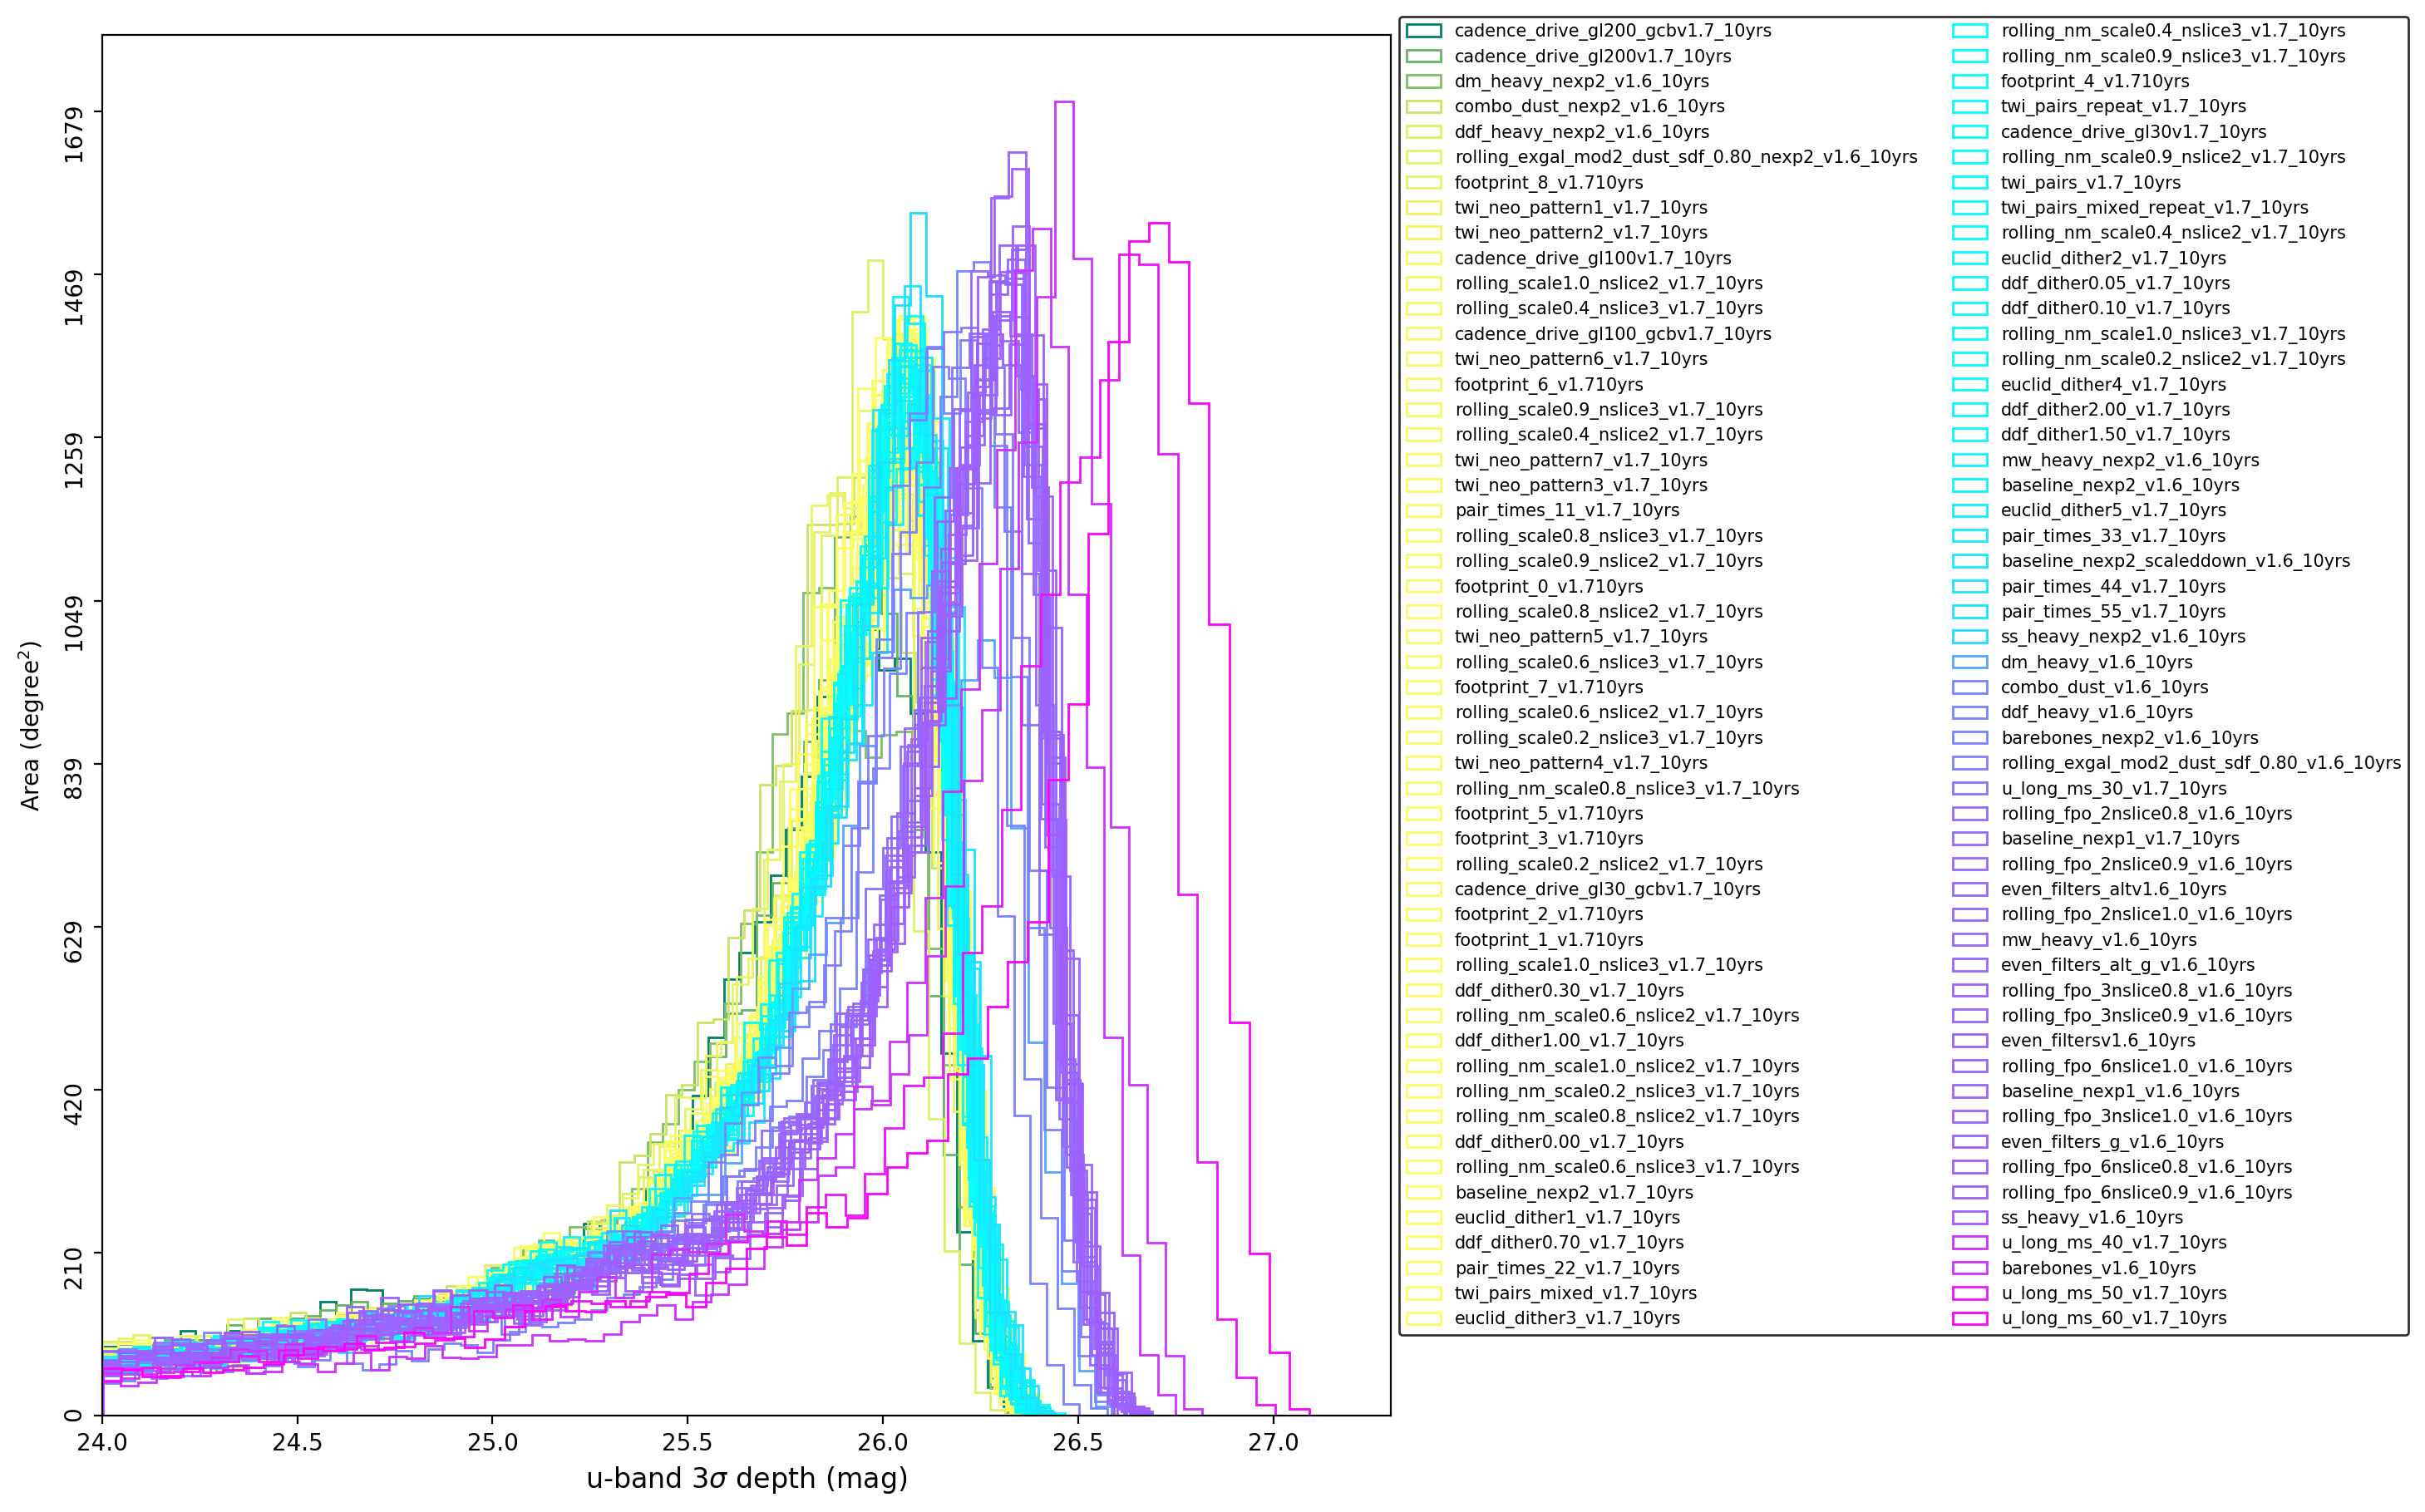 1679
1469
1259
1049
839
629
420
210
0
Area (degree²)
24.0 24.5 25.0 25.5 26.0 26.5 27.0
u-band 3σ depth (mag)
cadence_drive_gl200_gcbv1.7_10yrs
cadence_drive_gl200v1.7_10yrs
dm_heavy_nexp2_v1.6_10yrs
combo_dust_nexp2_v1.6_10yrs
ddf_heavy_nexp2_v1.6_10yrs
rolling_exgal_mod2_dust_sdf_0.80_nexp2_v1.6_10yrs
footprint_8_v1.710yrs
twi_neo_pattern1_v1.7_10yrs
twi_neo_pattern2_v1.7_10yrs
cadence_drive_gl100v1.7_10yrs
rolling_scale1.0_nslice2_v1.7_10yrs
rolling_scale0.4_nslice3_v1.7_10yrs
cadence_drive_gl100_gcbv1.7_10yrs
twi_neo_pattern6_v1.7_10yrs
footprint_6_v1.710yrs
rolling_scale0.9_nslice3_v1.7_10yrs
rolling_scale0.4_nslice2_v1.7_10yrs
twi_neo_pattern7_v1.7_10yrs
twi_neo_pattern3_v1.7_10yrs
pair_times_11_v1.7_10yrs
rolling_scale0.8_nslice3_v1.7_10yrs
rolling_scale0.9_nslice2_v1.7_10yrs
footprint_0_v1.710yrs
rolling_scale0.8_nslice2_v1.7_10yrs
twi_neo_pattern5_v1.7_10yrs
rolling_scale0.6_nslice3_v1.7_10yrs
footprint_7_v1.710yrs
rolling_scale0.6_nslice2_v1.7_10yrs
rolling_scale0.2_nslice3_v1.7_10yrs
twi_neo_pattern4_v1.7_10yrs
rolling_nm_scale0.8_nslice3_v1.7_10yrs
footprint_5_v1.710yrs
footprint_3_v1.710yrs
rolling_scale0.2_nslice2_v1.7_10yrs
cadence_drive_gl30_gcbv1.7_10yrs
footprint_2_v1.710yrs
footprint_1_v1.710yrs
rolling_scale1.0_nslice3_v1.7_10yrs
ddf_dither0.30_v1.7_10yrs
rolling_nm_scale0.6_nslice2_v1.7_10yrs
ddf_dither1.00_v1.7_10yrs
rolling_nm_scale1.0_nslice2_v1.7_10yrs
rolling_nm_scale0.2_nslice3_v1.7_10yrs
rolling_nm_scale0.8_nslice2_v1.7_10yrs
ddf_dither0.00_v1.7_10yrs
rolling_nm_scale0.6_nslice3_v1.7_10yrs
baseline_nexp2_v1.7_10yrs
euclid_dither1_v1.7_10yrs
ddf_dither0.70_v1.7_10yrs
pair_times_22_v1.7_10yrs
twi_pairs_mixed_v1.7_10yrs
euclid_dither3_v1.7_10yrs
rolling_nm_scale0.4_nslice3_v1.7_10yrs
rolling_nm_scale0.9_nslice3_v1.7_10yrs
footprint_4_v1.710yrs
twi_pairs_repeat_v1.7_10yrs
cadence_drive_gl30v1.7_10yrs
rolling_nm_scale0.9_nslice2_v1.7_10yrs
twi_pairs_v1.7_10yrs
twi_pairs_mixed_repeat_v1.7_10yrs
rolling_nm_scale0.4_nslice2_v1.7_10yrs
euclid_dither2_v1.7_10yrs
ddf_dither0.05_v1.7_10yrs
ddf_dither0.10_v1.7_10yrs
rolling_nm_scale1.0_nslice3_v1.7_10yrs
rolling_nm_scale0.2_nslice2_v1.7_10yrs
euclid_dither4_v1.7_10yrs
ddf_dither2.00_v1.7_10yrs
ddf_dither1.50_v1.7_10yrs
mw_heavy_nexp2_v1.6_10yrs
baseline_nexp2_v1.6_10yrs
euclid_dither5_v1.7_10yrs
pair_times_33_v1.7_10yrs
baseline_nexp2_scaleddown_v1.6_10yrs
pair_times_44_v1.7_10yrs
pair_times_55_v1.7_10yrs
ss_heavy_nexp2_v1.6_10yrs
dm_heavy_v1.6_10yrs
combo_dust_v1.6_10yrs
ddf_heavy_v1.6_10yrs
barebones_nexp2_v1.6_10yrs
rolling_exgal_mod2_dust_sdf_0.80_v1.6_10yrs
u_long_ms_30_v1.7_10yrs
rolling_fpo_2nslice0.8_v1.6_10yrs
baseline_nexp1_v1.7_10yrs
rolling_fpo_2nslice0.9_v1.6_10yrs
even_filters_altv1.6_10yrs
rolling_fpo_2nslice1.0_v1.6_10yrs
mw_heavy_v1.6_10yrs
even_filters_alt_g_v1.6_10yrs
rolling_fpo_3nslice0.8_v1.6_10yrs
rolling_fpo_3nslice0.9_v1.6_10yrs
even_filtersv1.6_10yrs
rolling_fpo_6nslice1.0_v1.6_10yrs
baseline_nexp1_v1.6_10yrs
rolling_fpo_3nslice1.0_v1.6_10yrs
even_filters_g_v1.6_10yrs
rolling_fpo_6nslice0.8_v1.6_10yrs
rolling_fpo_6nslice0.9_v1.6_10yrs
ss_heavy_v1.6_10yrs
u_long_ms_40_v1.7_10yrs
barebones_v1.6_10yrs
u_long_ms_50_v1.7_10yrs
u_long_ms_60_v1.7_10yrs